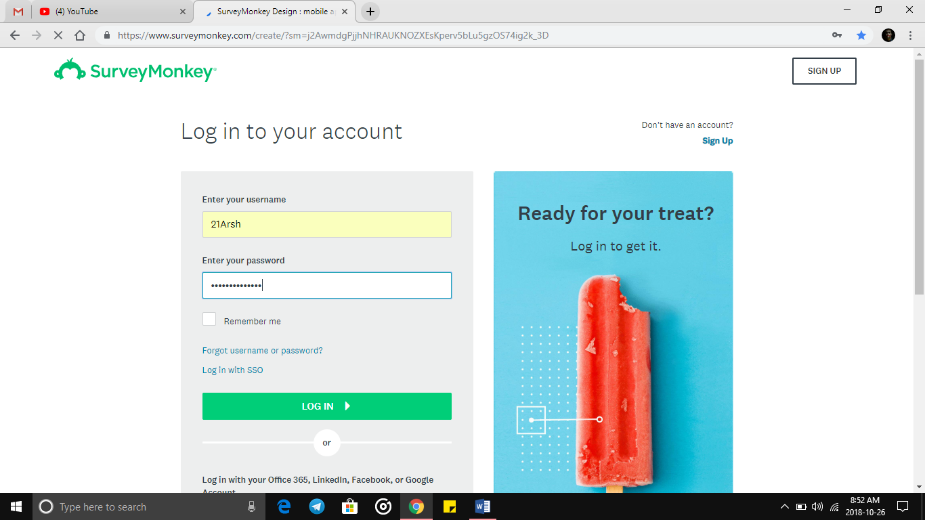 (4) YouTube
SurveyMonkey Design : mobile
https://www.surveymonkey.com/create/?sm=j2AwmdgPjjhNHRAUKNOZXEsKperv5bLu5gzOS74ig2k_3D
SurveyMonkey
SIGN UP
Log in to your account
Don't have an account?
Sign Up
Enter your username
21Arsh
Enter your password
••••••••••••••
Remember me
Forgot username or password?
Log in with SSO
LOG IN
or
Log in with your Office 365, LinkedIn, Facebook, or Google
Account
Ready for your treat?
Log in to get it.
Type here to search
8:52 AM
2018-10-26